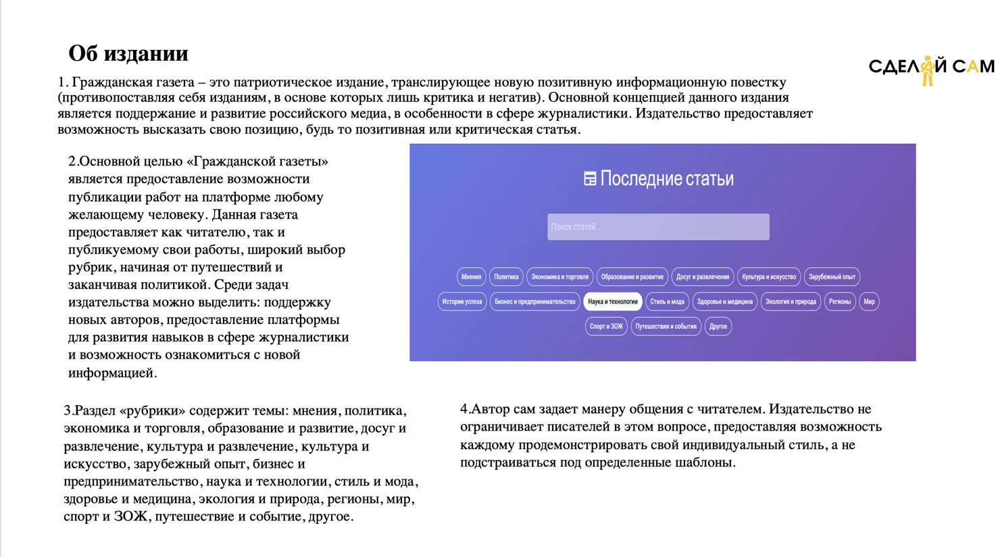 Об издании
СДЕЛАЙ САМ
1. Гражданская газета – это патриотическое издание, транслирующее новую позитивную информационную повестку
(противопоставляя себя изданиям, в основе которых лишь критика и негатив). Основной концепцией данного издания
является поддержание и развитие российского медиа, в особенности в сфере журналистики. Издательство предоставляет
возможность высказать свою позицию, будь то позитивная или критическая статья.
2.Основной целью «Гражданской газеты»
является предоставление возможности
публикации работ на платформе любому
желающему человеку. Данная газета
предоставляет как читателю, так и
публикуемому свои работы, широкий выбор
рубрик, начиная от путешествий и
заканчивая политикой. Среди задач
издательства можно выделить: поддержку
новых авторов, предоставление платформы
для развития навыков в сфере журналистики
и возможность ознакомиться с новой
информацией.
Последние статьи
Поиск статей ..
Мнения Политика Экономика и торговля Образование и развитие Досуг и развлечения Культура и искусство Зарубежный опыт
Истории успеха Бизнес и предпринимательство Наука и технологии Стиль и мода Здоровье и медицина Экология и природа Регионы Мир
Спорт и ЗОЖ Путешествия и события Другое
3.Раздел «рубрики» содержит темы: мнения, политика,
экономика и торговля, образование и развитие, досуг и
развлечение, культура и развлечение, культура и
искусство, зарубежный опыт, бизнес и
предпринимательство, наука и технологии, стиль и мода,
здоровье и медицина, экология и природа, регионы, мир,
спорт и ЗОЖ, путешествие и событие, другое.
4.Автор сам задает манеру общения с читателем. Издательство не
ограничивает писателей в этом вопросе, предоставляя возможность
каждому продемонстрировать свой индивидуальный стиль, а не
подстраиваться под определенные шаблоны.